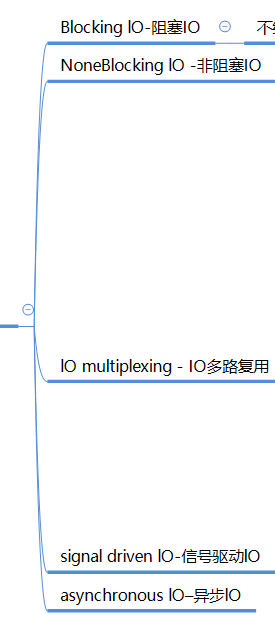 Blocking IO-阻塞IO
NoneBlocking IO -非阻塞IO
IO multiplexing - IO多路复用
signal driven IO-信号驱动IO
asynchronous IO–异步IO